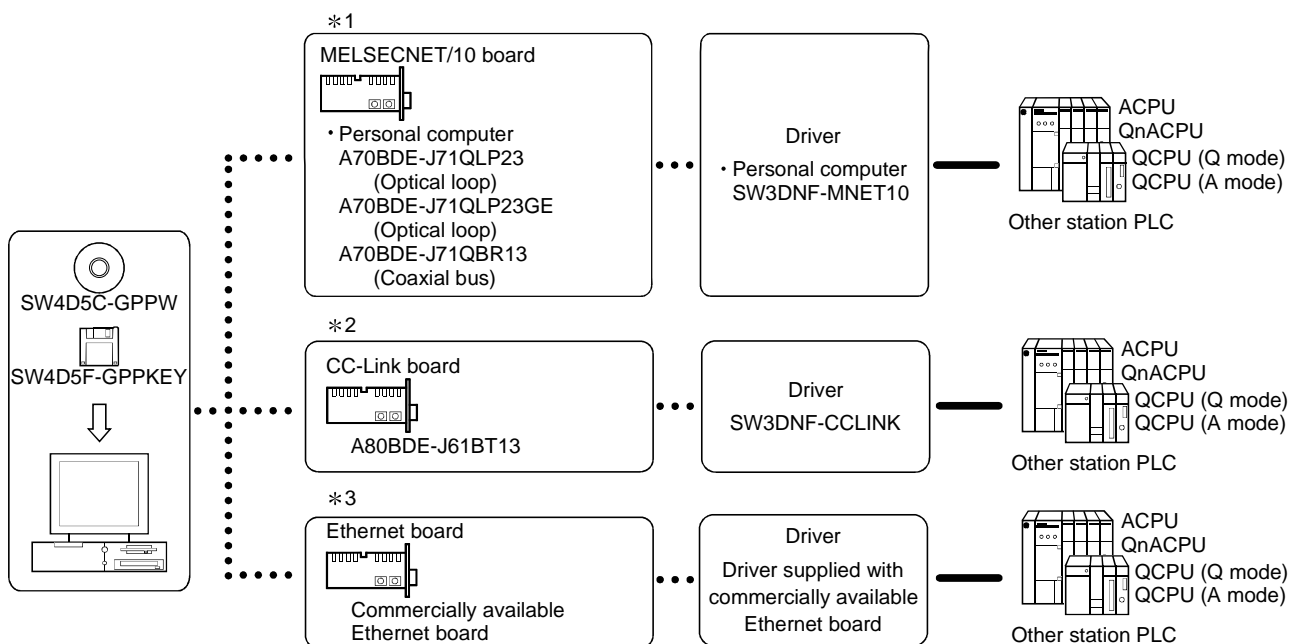 SW4D5C-GPPW
SW4D5F-GPPKEY
*1
MELSECNET/10 board
・Personal computer
A70BDE-J71QLP23
(Optical loop)
A70BDE-J71QLP23GE
(Optical loop)
A70BDE-J71QBR13
(Coaxial bus)
Driver
・Personal computer
SW3DNF-MNET10
ACPU
QnACPU
QCPU (Q mode)
QCPU (A mode)
Other station PLC
*2
CC-Link board
A80BDE-J61BT13
Driver
SW3DNF-CCLINK
ACPU
QnACPU
QCPU (Q mode)
QCPU (A mode)
Other station PLC
*3
Ethernet board
Commercially available
Ethernet board
Driver
Driver supplied with
commercially available
Ethernet board
ACPU
QnACPU
QCPU (Q mode)
QCPU (A mode)
Other station PLC